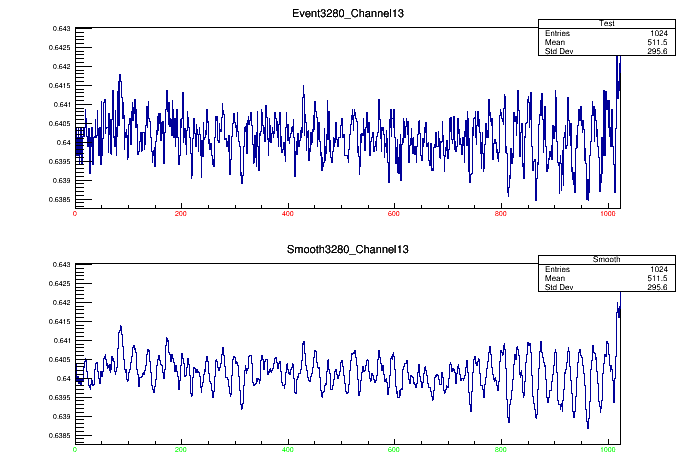 Event3280_Channel13
Test
Entries 1024
Mean 511.5
Std Dev 295.6
0.643
0.6425
0.642
0.6415
0.641
0.6405
0.64
0.6395
0.639
0.6385
0 200 400 600 800 1000
Smooth3280_Channel13
Smooth
Entries 1024
Mean 511.5
Std Dev 295.6
0.643
0.6425
0.642
0.6415
0.641
0.6405
0.64
0.6395
0.639
0.6385
0 200 400 600 800 1000